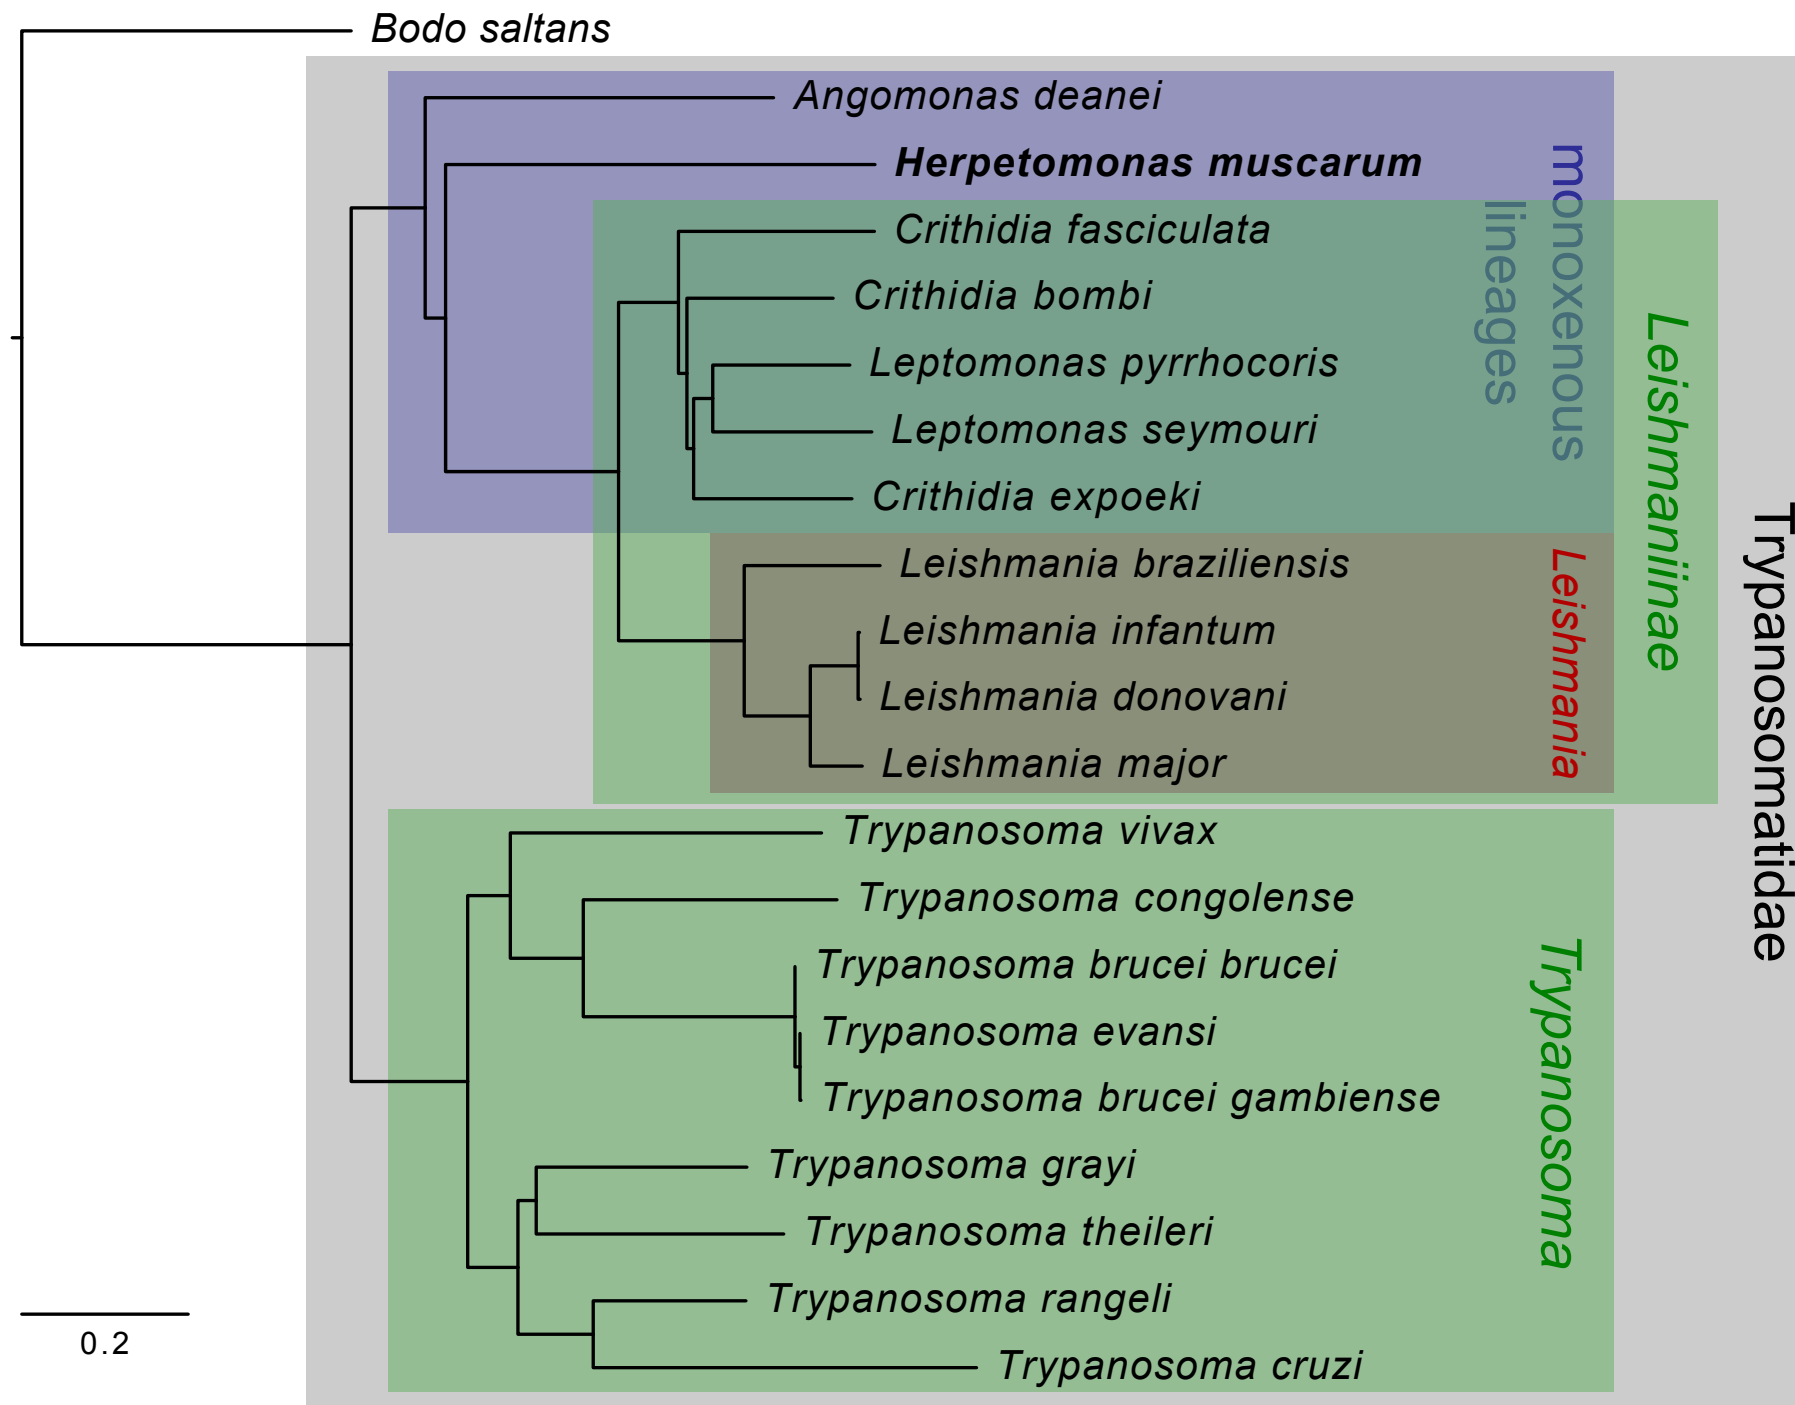 Bodo saltans
Angomonas deanei
Herpetomonas muscarum
Crithidia fasciculata
Crithidia bombi
Leptomonas pyrrhocoris
Leptomonas seymouri
Crithidia expoeki
monoxenous
lineages
Leishmania braziliensis
Leishmania infantum
Leishmania donovani
Leishmania major
Leishmania
Leishmaniinae
Trypanosomatidae
Trypanosoma vivax
Trypanosoma congolense
Trypanosoma brucei brucei
Trypanosoma evansi
Trypanosoma brucei gambiense
Trypanosoma grayi
Trypanosoma theileri
Trypanosoma rangeli
Trypanosoma cruzi
Trypanosoma
0.2